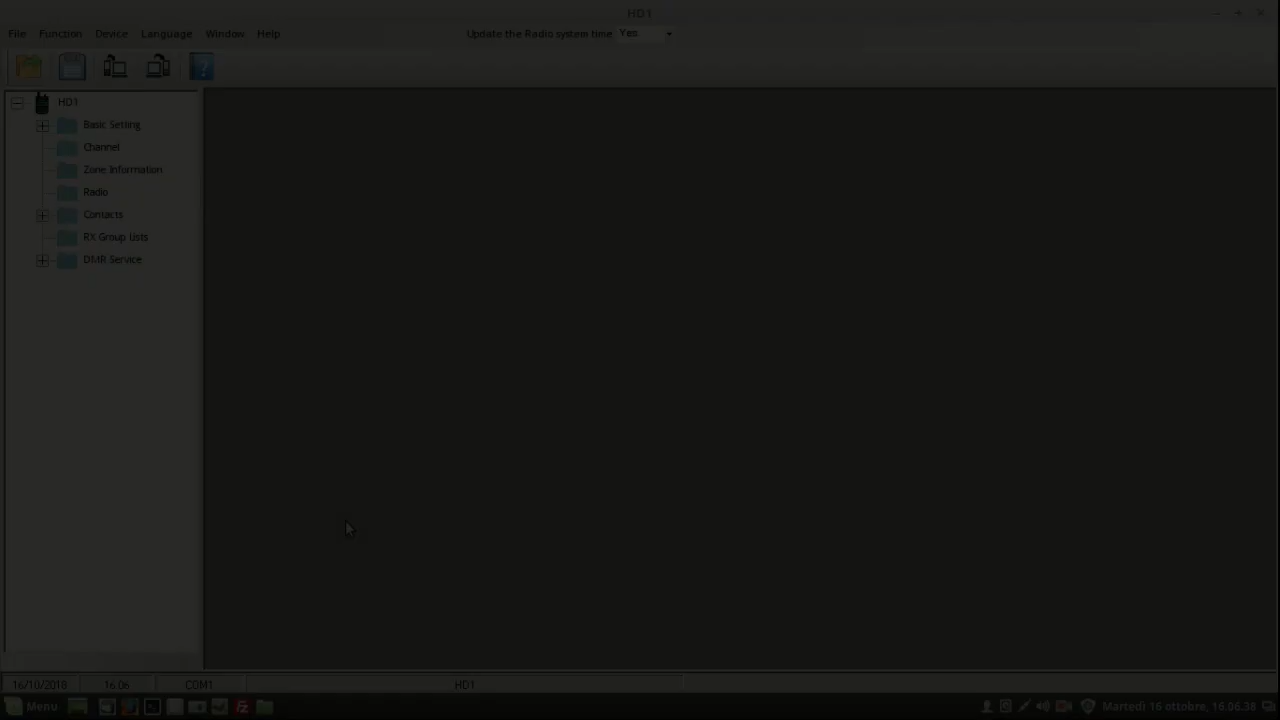 HD1
File Function Device Language Window Help Update the Radio system time Yes
HD1
Basic Setting
Channel
Zone Information
Radio
Contacts
RX Group Lists
DMR Service
16/10/2018 16.06 COM1 HD1
Menu Martedì 16 ottobre, 16.06.38